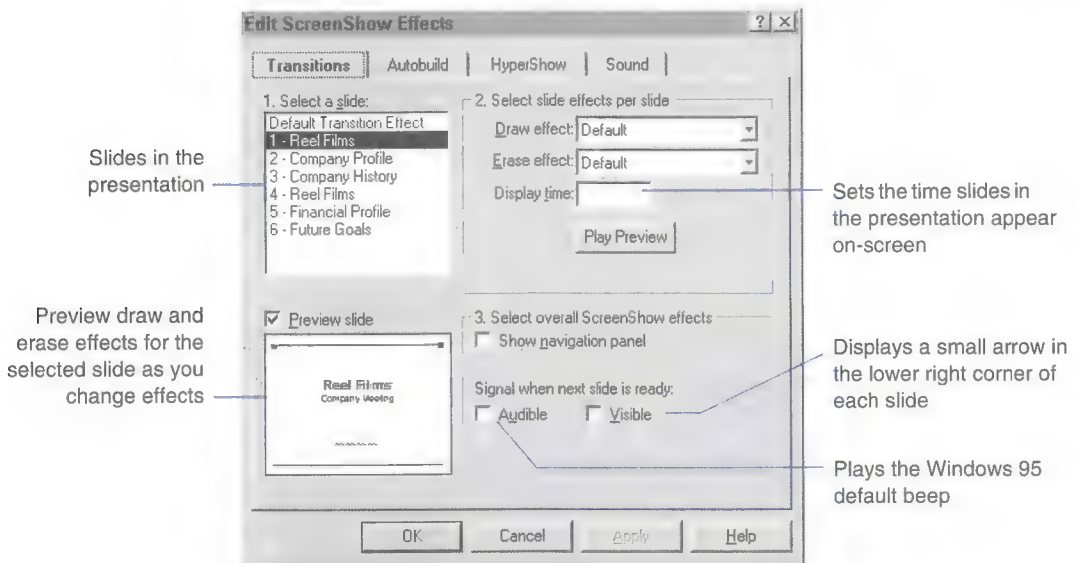 Edit ScreenShow Effects
Transitions Autobuild HyperShow Sound
1. Select a slide:
Default Transition Effect
1 - Reel Films
2 - Company Profile
3 - Company History
4 - Reel Films
5 - Financial Profile
6 - Future Goals
2. Select slide effects per slide
Draw effect: Default
Erase effect: Default
Display time:
Play Preview
Slides in the
presentation
Sets the time slides in
the presentation appear
on-screen
Preview slide
Reel Films
Company Meeting
Preview draw and
erase effects for the
selected slide as you
change effects
3. Select overall ScreenShow effects
Show navigation panel
Signal when next slide is ready:
Audible Visible
Displays a small arrow in
the lower right corner of
each slide
Plays the Windows 95
default beep
OK Cancel Apply Help